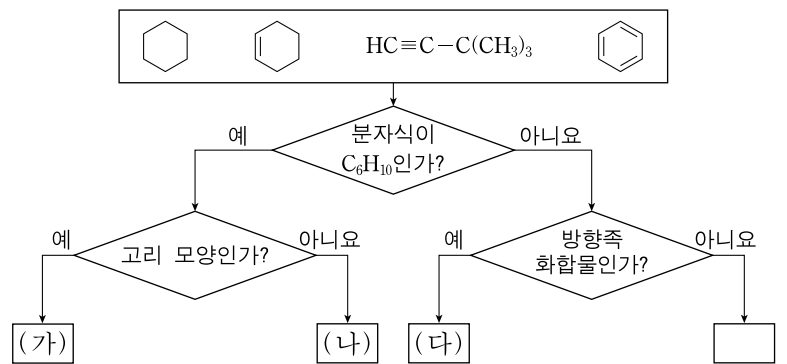 HC≡C－C(CH₃)₃
분자식이
C₆H₁₀인가?
예
아니요
고리 모양인가?
예
아니요
방향족
화합물인가?
예
아니요
(가)
(나)
(다)